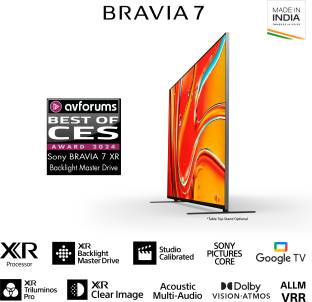 BRAVIA 7
MADE IN
INDIA
avforums
BEST OF
CES
AWARD 2024
Sony BRAVIA 7 XR
Backlight Master Drive
*Table Top Stand Optional
XR
Processor
XR
Backlight
Master Drive
Studio
Calibrated
SONY
PICTURES
CORE
Google TV
XR
Triluminos
Pro
XR
Clear Image
Acoustic
Multi-Audio
Dolby
VISION·ATMOS
ALLM
VRR